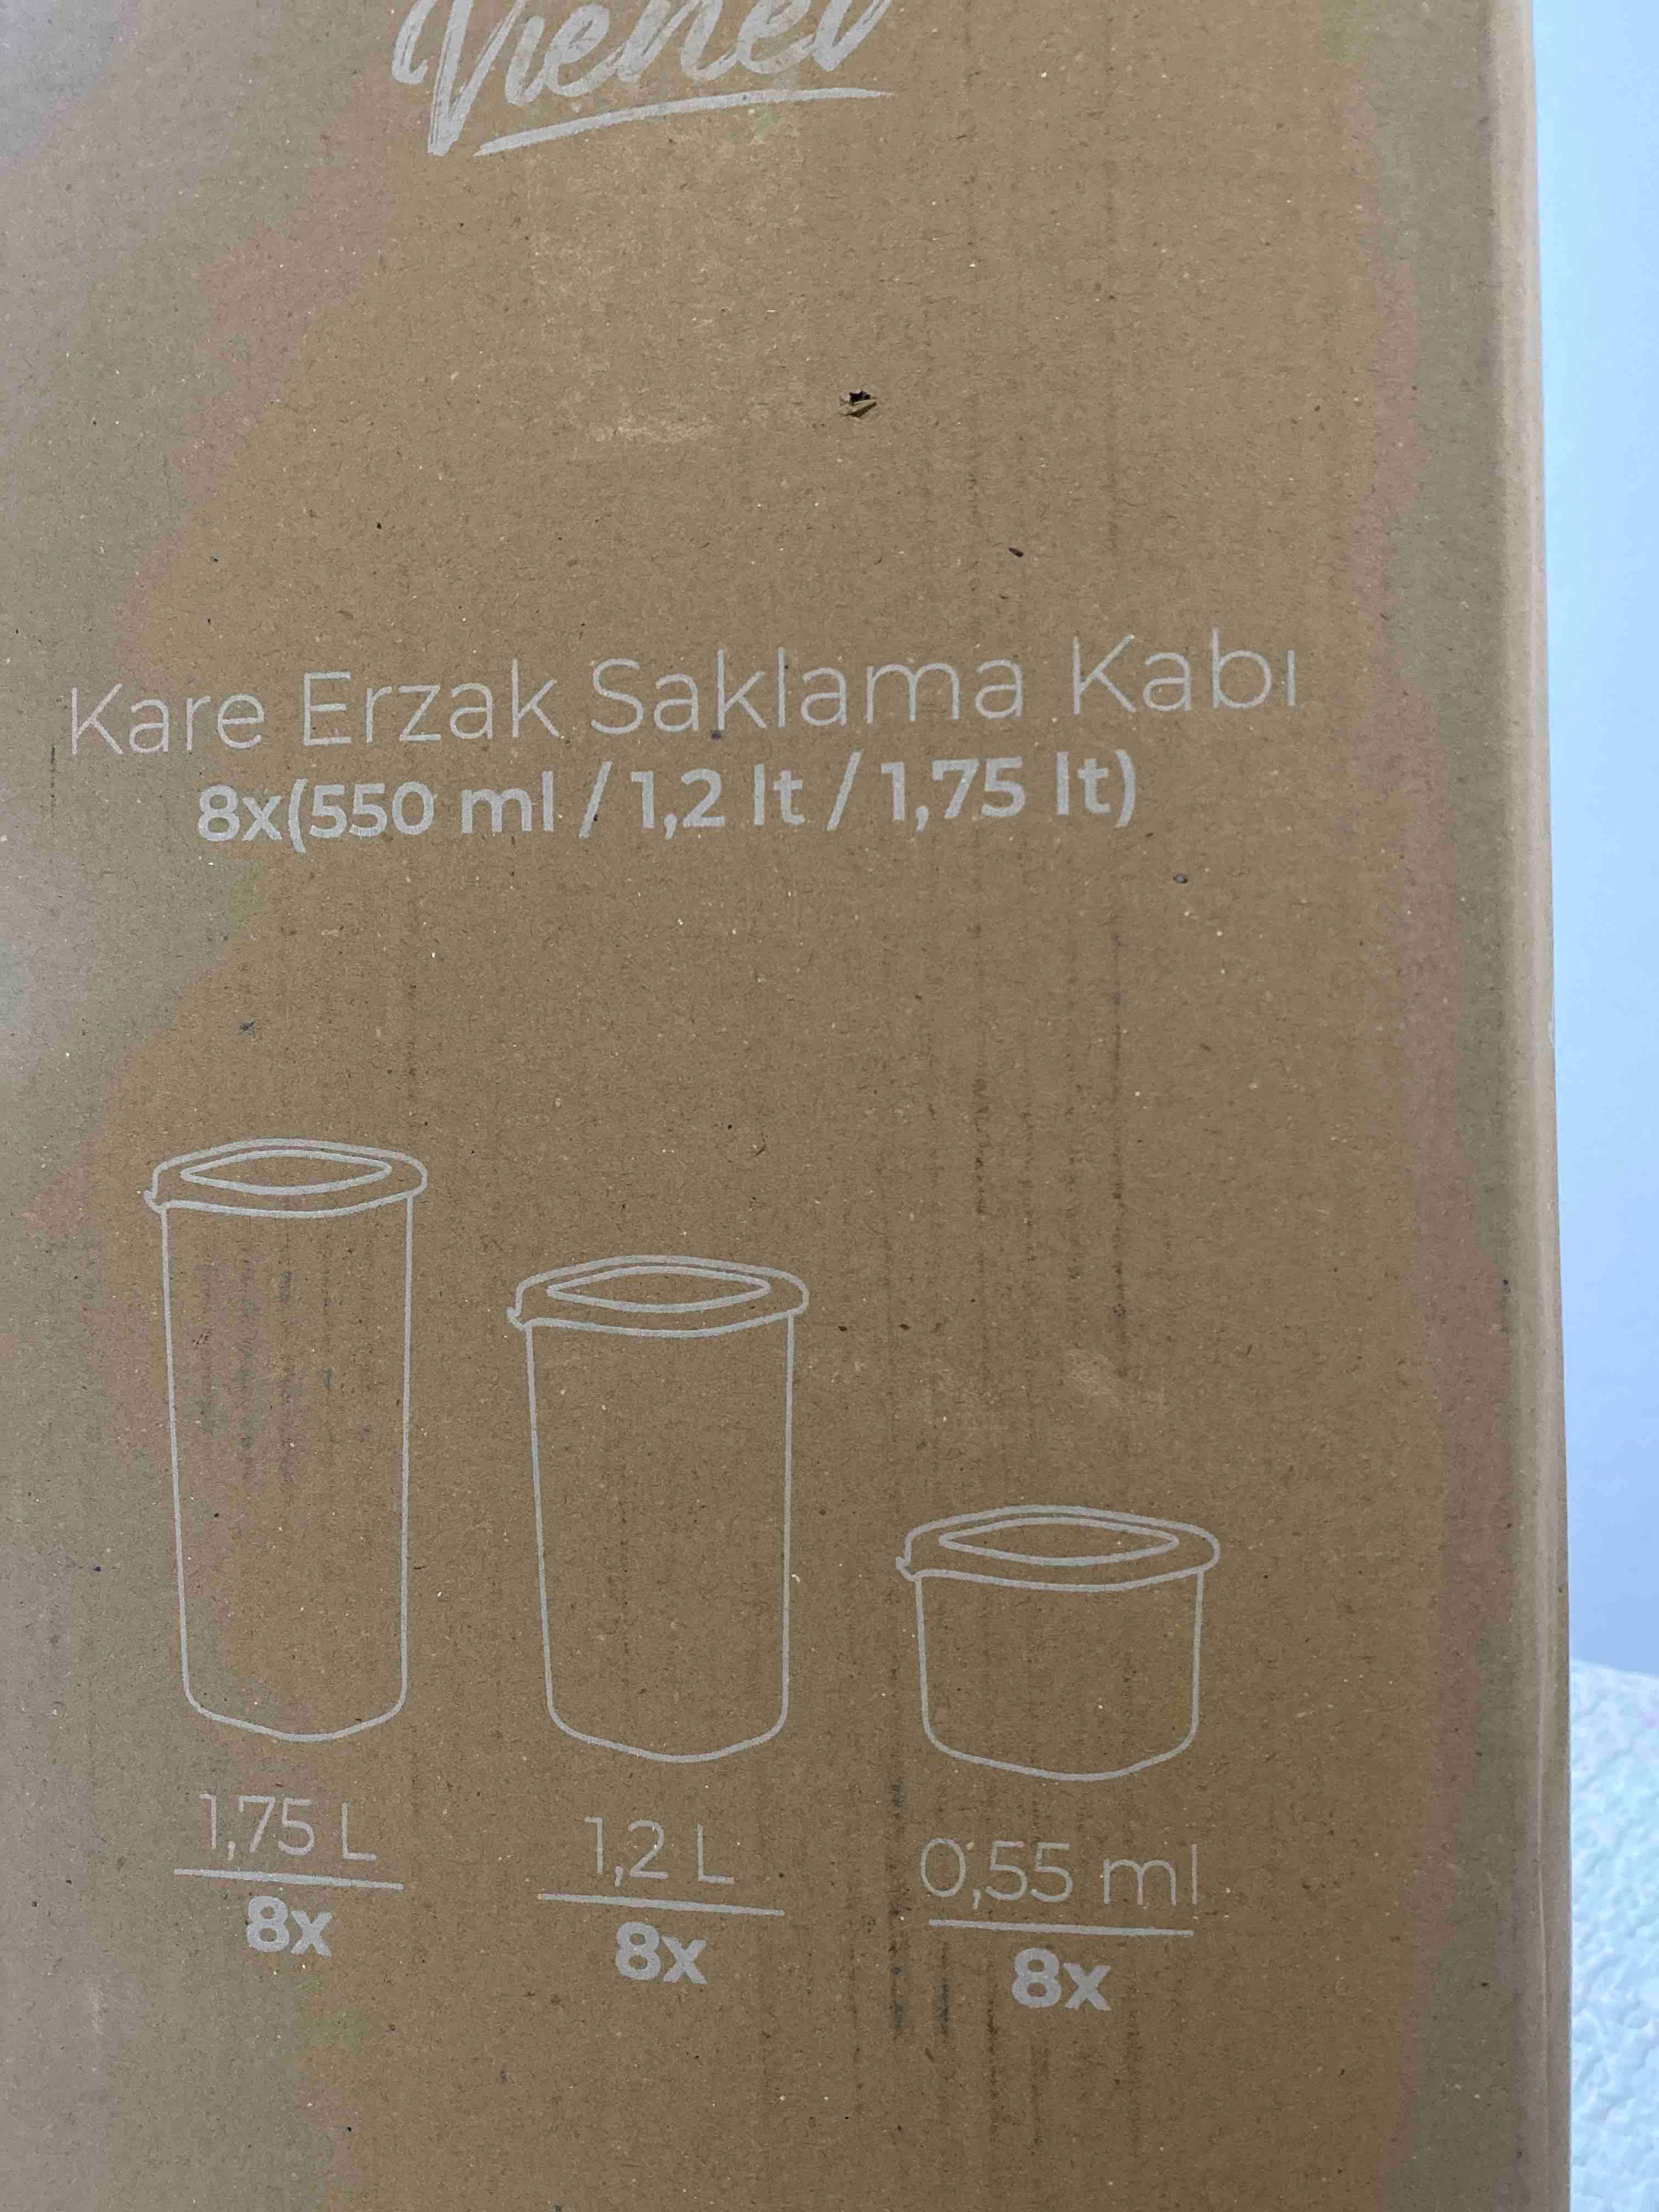 Vienev
Kare Erzak Saklama Kabı
8x(550 ml / 1,2 lt / 1,75 lt)
1,75 L
8x
1,2 L
8x
0,55 ml
8x